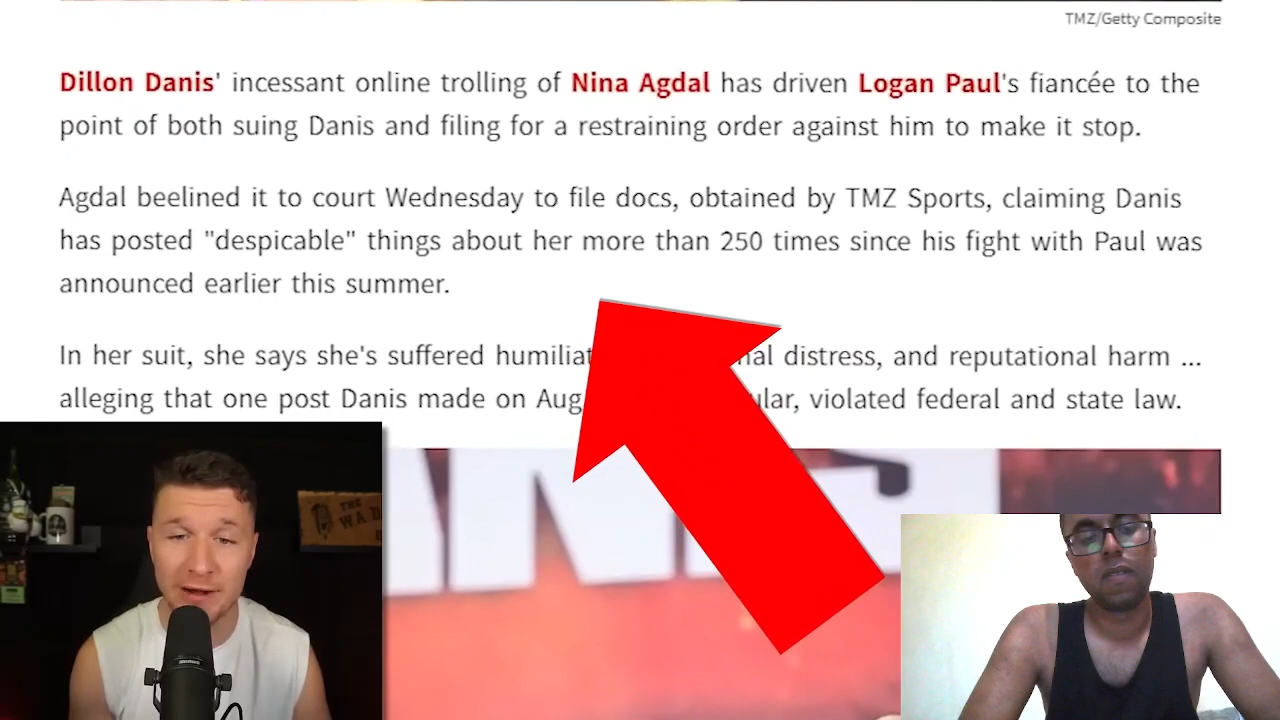 TMZ/Getty Composite
Dillon Danis' incessant online trolling of Nina Agdal has driven Logan Paul's fiancée to the
point of both suing Danis and filing for a restraining order against him to make it stop.
Agdal beelined it to court Wednesday to file docs, obtained by TMZ Sports, claiming Danis
has posted "despicable" things about her more than 250 times since his fight with Paul was
announced earlier this summer.
In her suit, she says she's suffered distress, and reputational harm ...
alleging that one post Danis made on Aug violated federal and state law.
THE